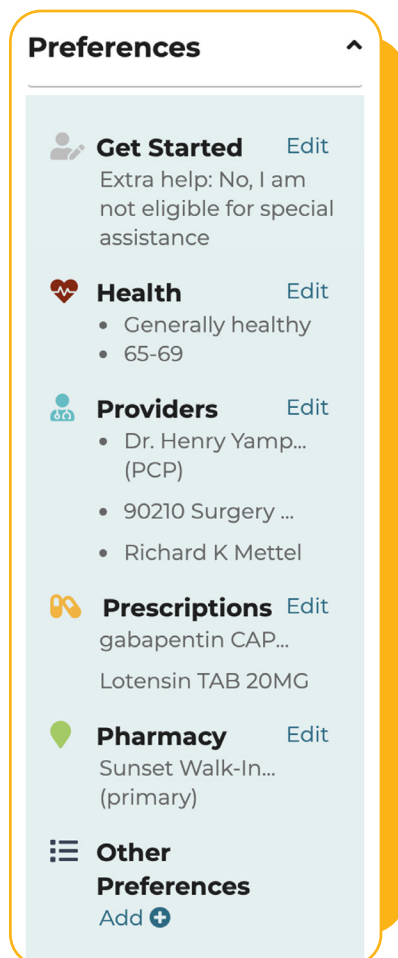 Preferences
Get Started Edit
Extra help: No, I am
not eligible for special
assistance
Health Edit
• Generally healthy
• 65-69
Providers Edit
• Dr. Henry Yamp...
(PCP)
• 90210 Surgery ...
• Richard K Mettel
Prescriptions Edit
gabapentin CAP...
Lotensin TAB 20MG
Pharmacy Edit
Sunset Walk-In...
(primary)
Other
Preferences
Add